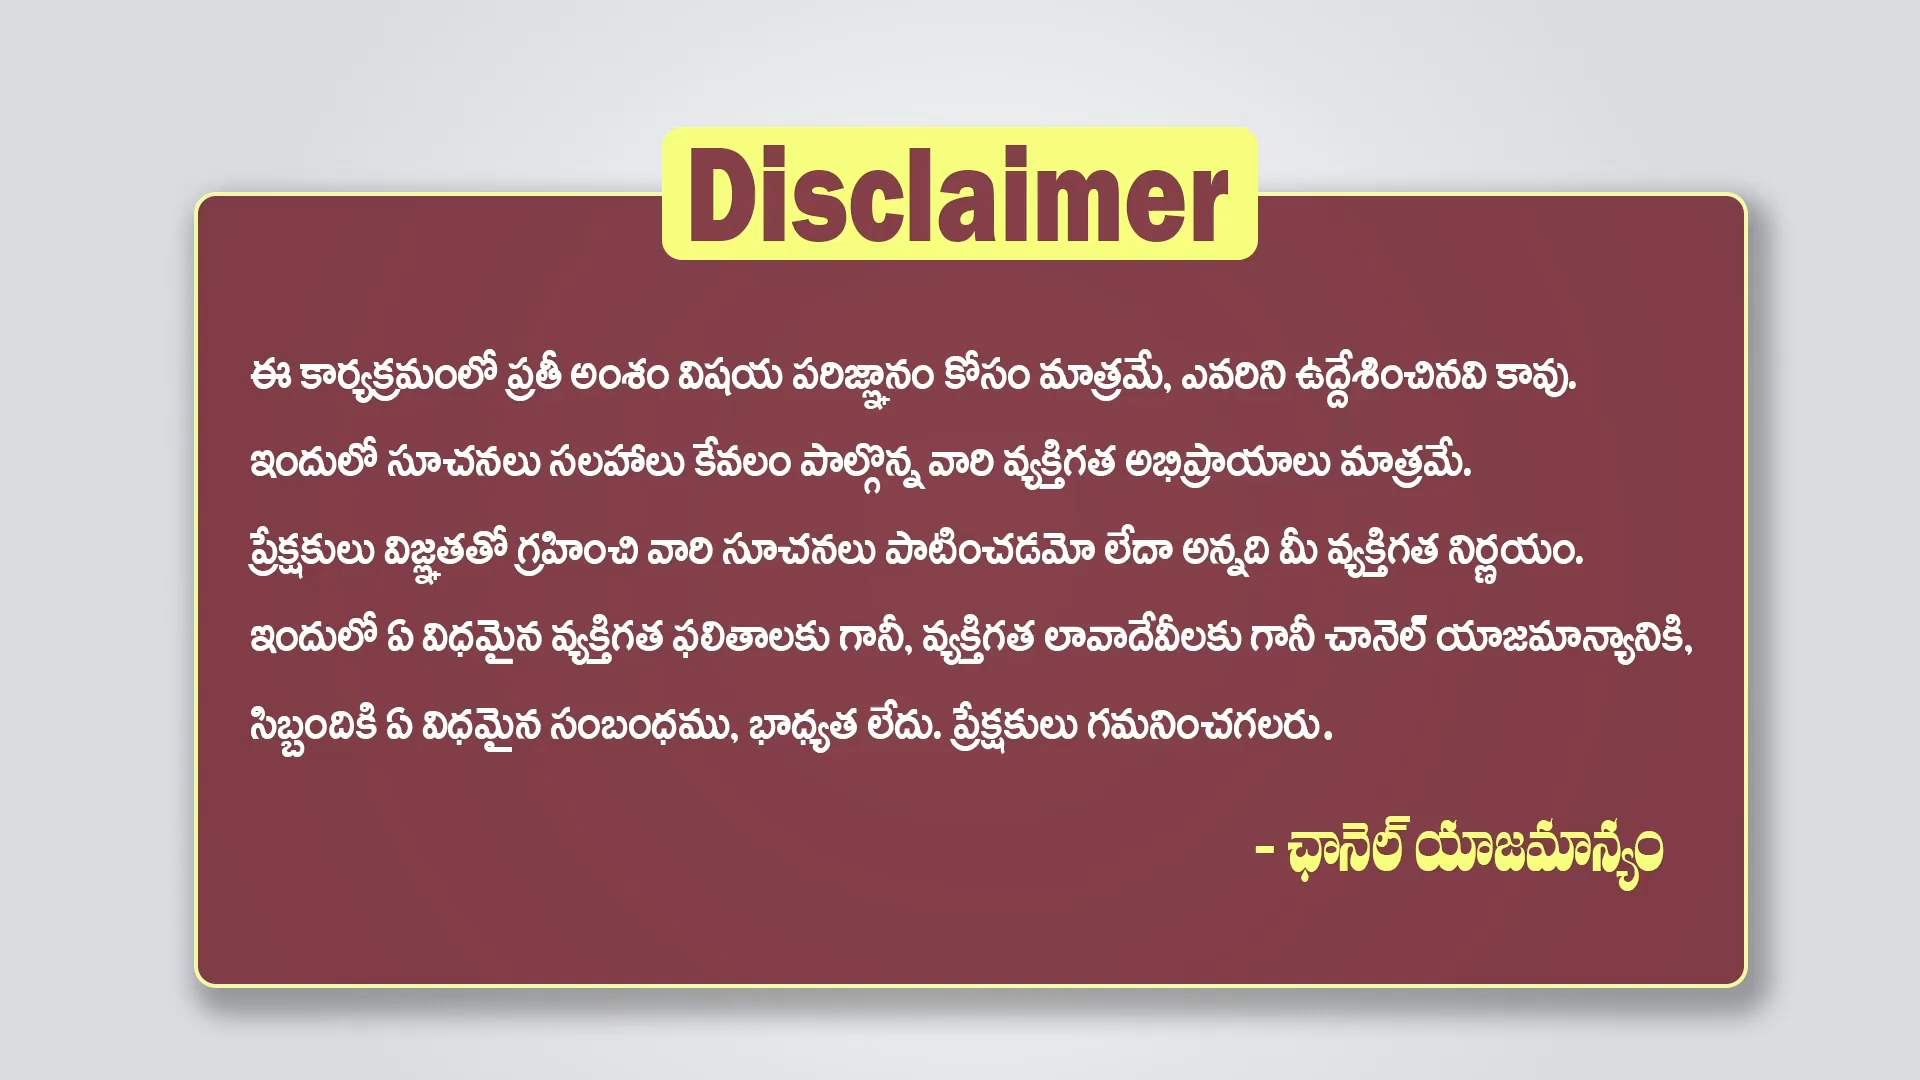 Disclaimer
ఈ కార్యక్రమంలో ప్రతీ అంశం విషయ పరిజ్ఞానం కోసం మాత్రమే, ఎవరిని ఉద్దేశించినవి కావు.
ఇందులో సూచనలు సలహాలు కేవలం పాల్గొన్న వారి వ్యక్తిగత అభిప్రాయాలు మాత్రమే.
ప్రేక్షకులు విజ్ఞతతో గ్రహించి వారి సూచనలు పాటించడమో లేదా అన్నది మీ వ్యక్తిగత నిర్ణయం.
ఇందులో ఏ విధమైన వ్యక్తిగత ఫలితాలకు గానీ, వ్యక్తిగత లావాదేవీలకు గానీ చానెల్ యాజమాన్యానికి,
సిబ్బందికి ఏ విధమైన సంబంధము, భాధ్యత లేదు. ప్రేక్షకులు గమనించగలరు.
- ఛానెల్ యాజమాన్యం